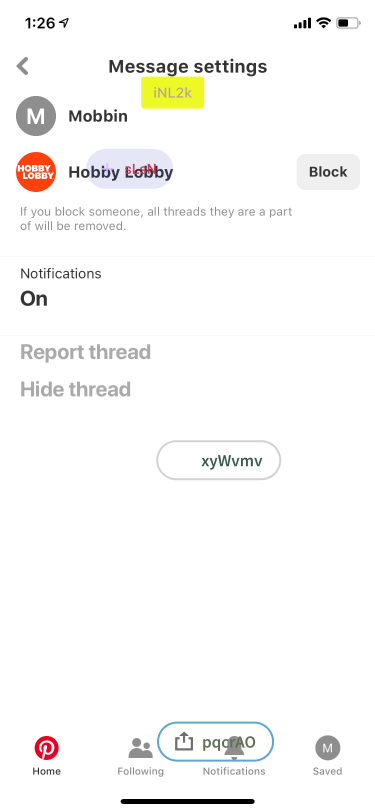 1:26
Message settings
iNL2k
M
Mobbin
HOBBY
LOBBY
Hobby Lobby
sLeN
Block
If you block someone, all threads they are a part
of will be removed.
Notifications
On
Report thread
Hide thread
xyWvmv
pqcrAO
M
Home
Following
Notifications
Saved